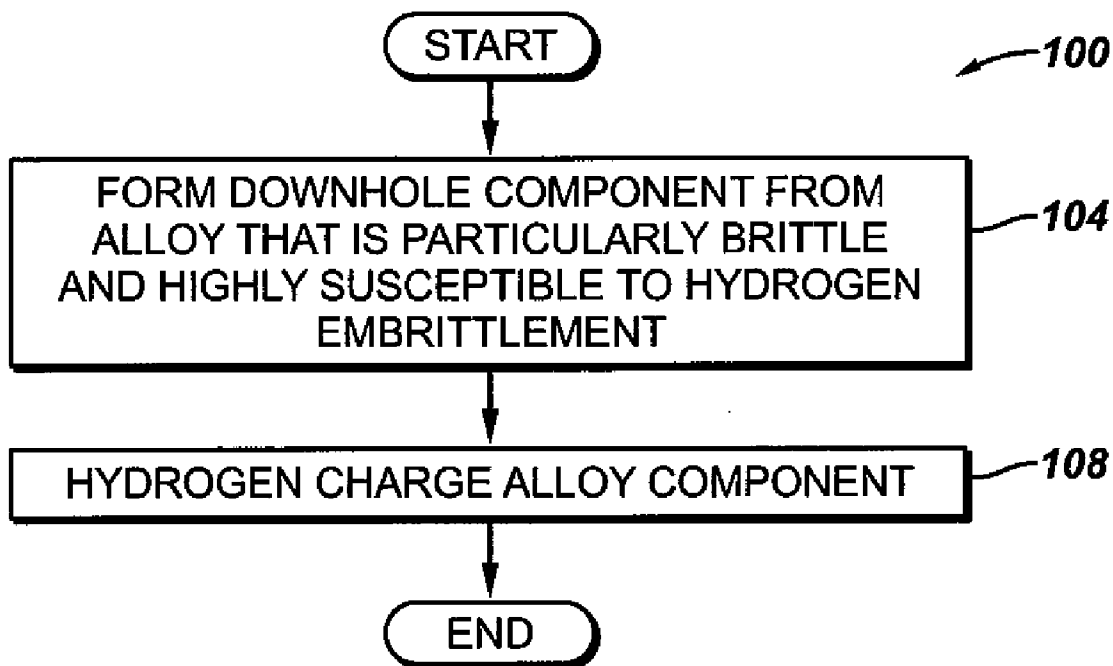 START
100
FORM DOWNHOLE COMPONENT FROM
ALLOY THAT IS PARTICULARLY BRITTLE
AND HIGHLY SUSCEPTIBLE TO HYDROGEN
EMBRITTLEMENT
104
HYDROGEN CHARGE ALLOY COMPONENT
108
END